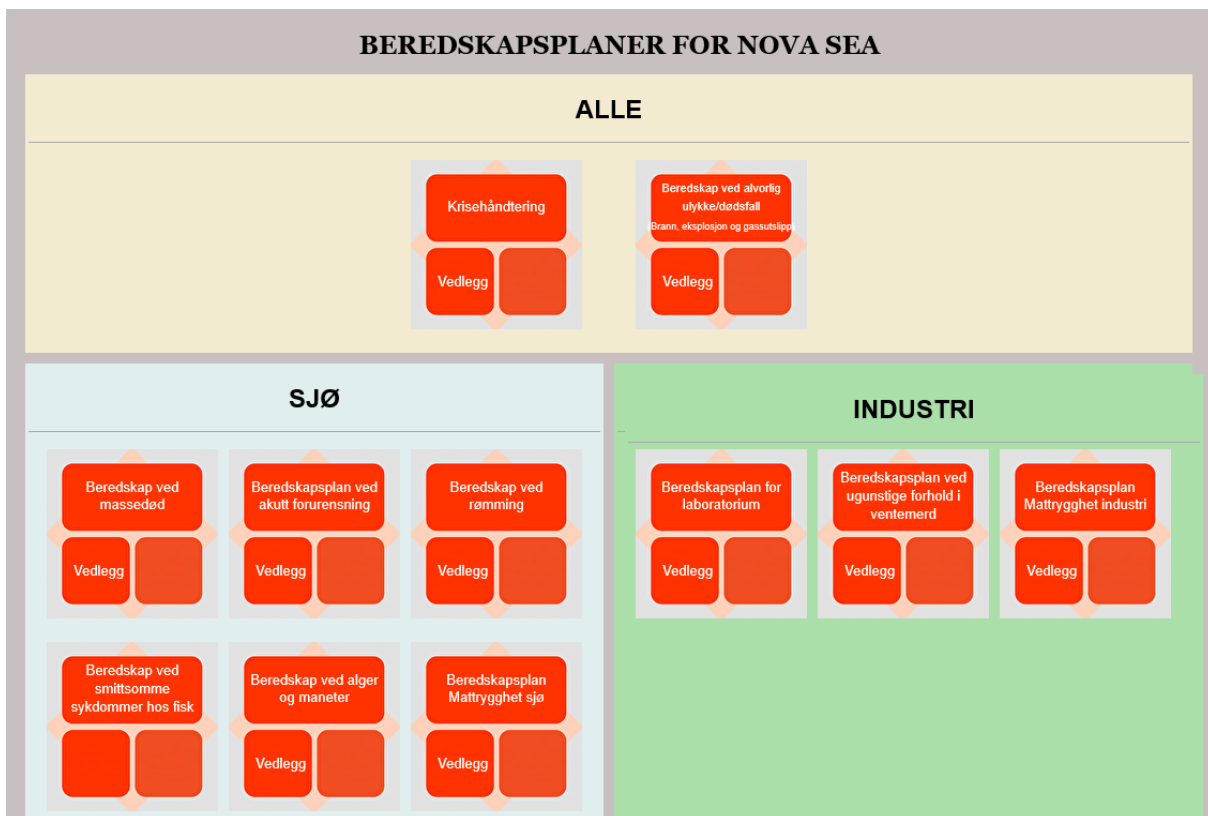 BEREDSKAPSPLANER FOR NOVA SEA
ALLE
Krisehåndtering
Vedlegg
Beredskap ved alvorlig
ulykke/dødsfall
(Brann, eksplosjon og gassutslipp)
Vedlegg
SJØ
Beredskap ved
massedød
Vedlegg
Beredskapsplan ved
akutt forurensning
Vedlegg
Beredskap ved
rømming
Vedlegg
Beredskap ved
smittsomme
sykdommer hos fisk
Beredskap ved alger
og maneter
Vedlegg
Beredskapsplan
Mattrygghet sjø
Vedlegg
INDUSTRI
Beredskapsplan for
laboratorium
Vedlegg
Beredskapsplan ved
ugunstige forhold i
ventemerd
Vedlegg
Beredskapsplan
Mattrygghet industri
Vedlegg